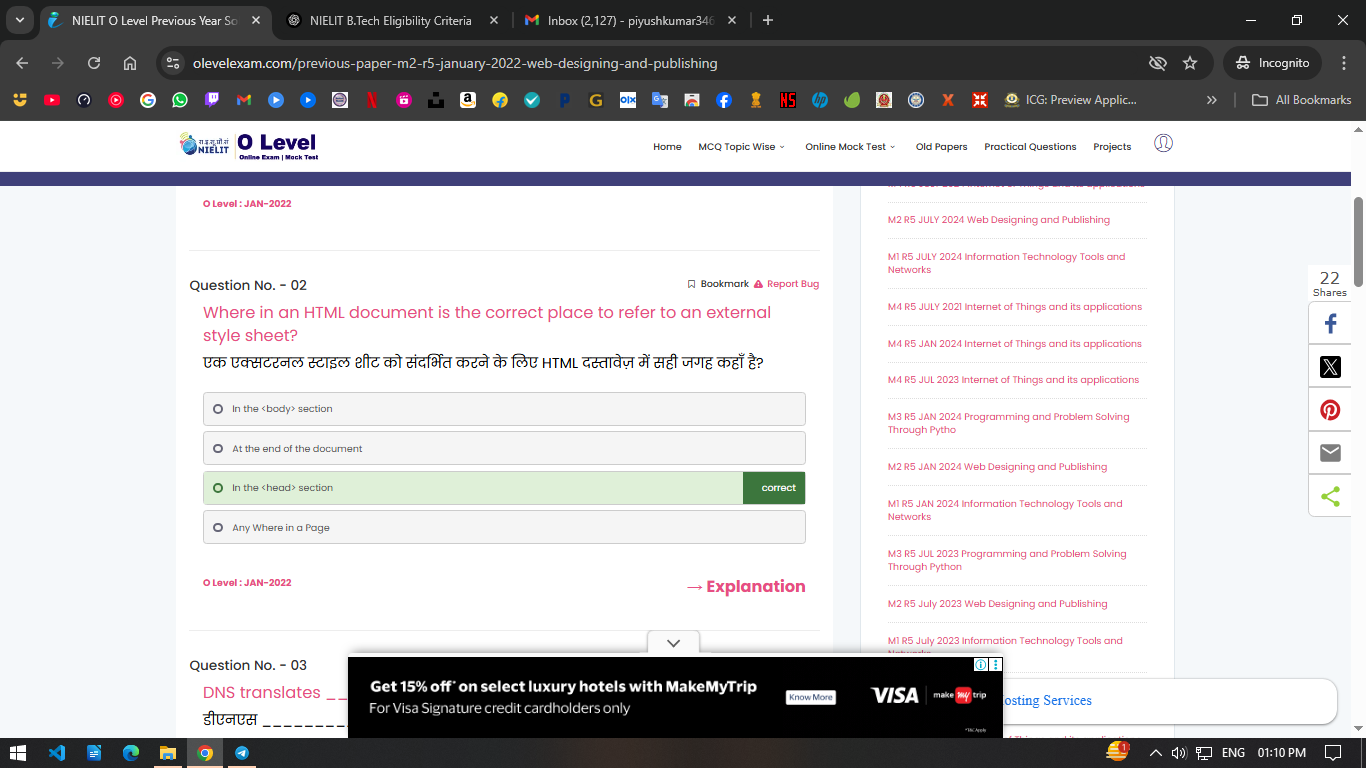 NIELIT O Level Previous Year So
NIELIT B.Tech Eligibility Criteria
Inbox (2,127) - piyushkumar346
olevelexam.com/previous-paper-m2-r5-january-2022-web-designing-and-publishing
Incognito
ICG: Preview Applic...
All Bookmarks
रा.इ.सू.प्रौ.सं
NIELIT
O Level
Online Exam | Mock Test
Home
MCQ Topic Wise
Online Mock Test
Old Papers
Practical Questions
Projects
O Level : JAN-2022
Question No. - 02
Bookmark
Report Bug
Where in an HTML document is the correct place to refer to an external
style sheet?
एक एक्सटरनल स्टाइल शीट को संदर्भित करने के लिए HTML दस्तावेज़ में सही जगह कहाँ है?
In the <body> section
At the end of the document
In the <head> section
correct
Any Where in a Page
O Level : JAN-2022
→ Explanation
Question No. - 03
DNS translates __
डीएनएस _________
M2 R5 JULY 2024 Web Designing and Publishing
M1 R5 JULY 2024 Information Technology Tools and
Networks
M4 R5 JULY 2021 Internet of Things and its applications
M4 R5 JAN 2024 Internet of Things and its applications
M4 R5 JUL 2023 Internet of Things and its applications
M3 R5 JAN 2024 Programming and Problem Solving
Through Pytho
M2 R5 JAN 2024 Web Designing and Publishing
M1 R5 JAN 2024 Information Technology Tools and
Networks
M3 R5 JUL 2023 Programming and Problem Solving
Through Python
M2 R5 July 2023 Web Designing and Publishing
M1 R5 July 2023 Information Technology Tools and
22
Shares
Get 15% off* on select luxury hotels with MakeMyTrip
For Visa Signature credit cardholders only
Know More
VISA
make my trip
*T&C Apply
osting Services
ENG
01:10 PM